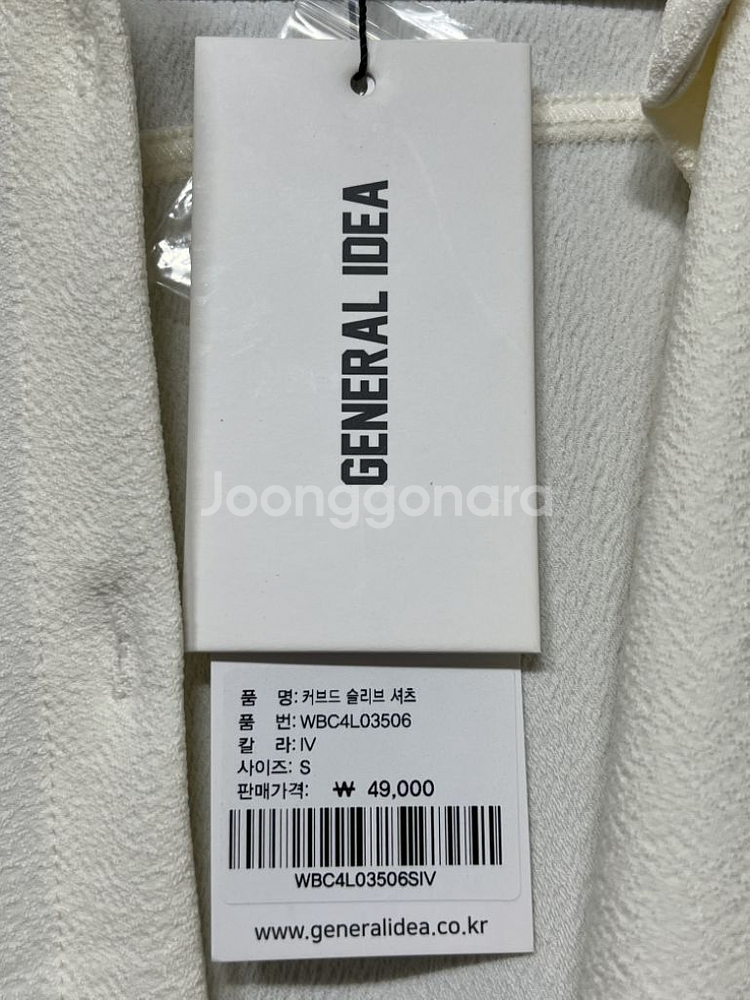 GENERAL IDEA
Joonggonara
품 명: 커브드 슬리브 셔츠
품 번: WBC4L03506
칼 라: IV
사이즈: S
판매가격: ₩ 49,000
WBC4L03506SIV
www.generalidea.co.kr